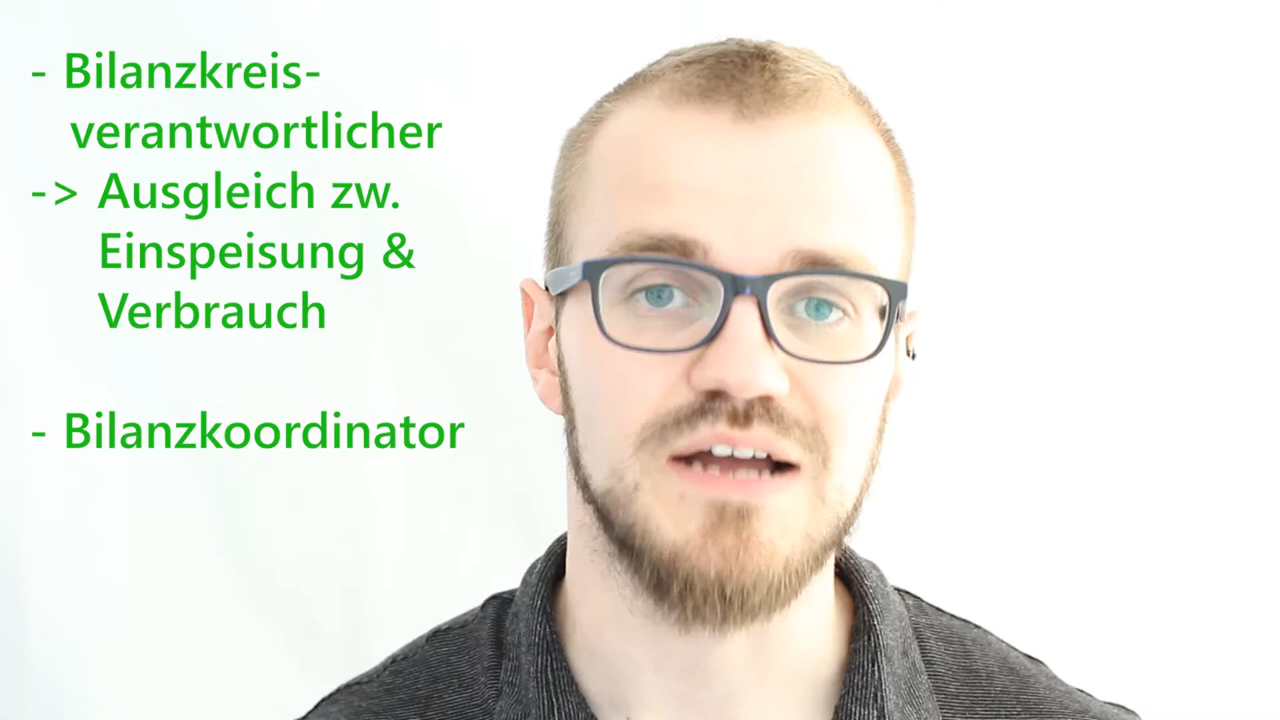 - Bilanzkreis-
verantwortlicher
-> Ausgleich zw.
Einspeisung &
Verbrauch
- Bilanzkoordinator